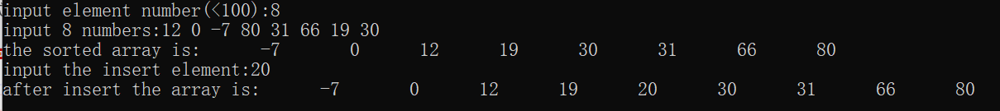 input element number(<100):8
input 8 numbers:12 0 -7 80 31 66 19 30
the sorted array is:      -7       0      12      19      30      31      66      80
input the insert element:20
after insert the array is:      -7       0      12      19      20      30      31      66      80